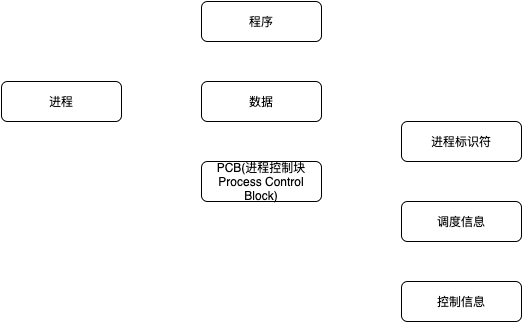 程序
进程
数据
进程标识符
PCB(进程控制块
Process Control
Block)
调度信息
控制信息